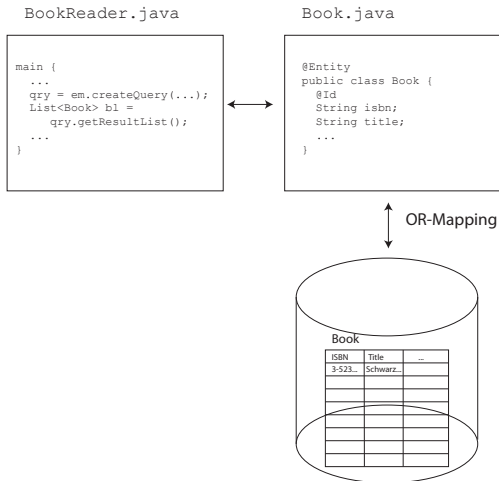 BookReader.java
main {
...
qry = em.createQuery(...);
List<Book> bl =
qry.getResultList();
...
}
Book.java
@Entity
public class Book {
@Id
String isbn;
String title;
...
}
OR-Mapping
Book
ISBN Title ...
3-523... Schwarz...